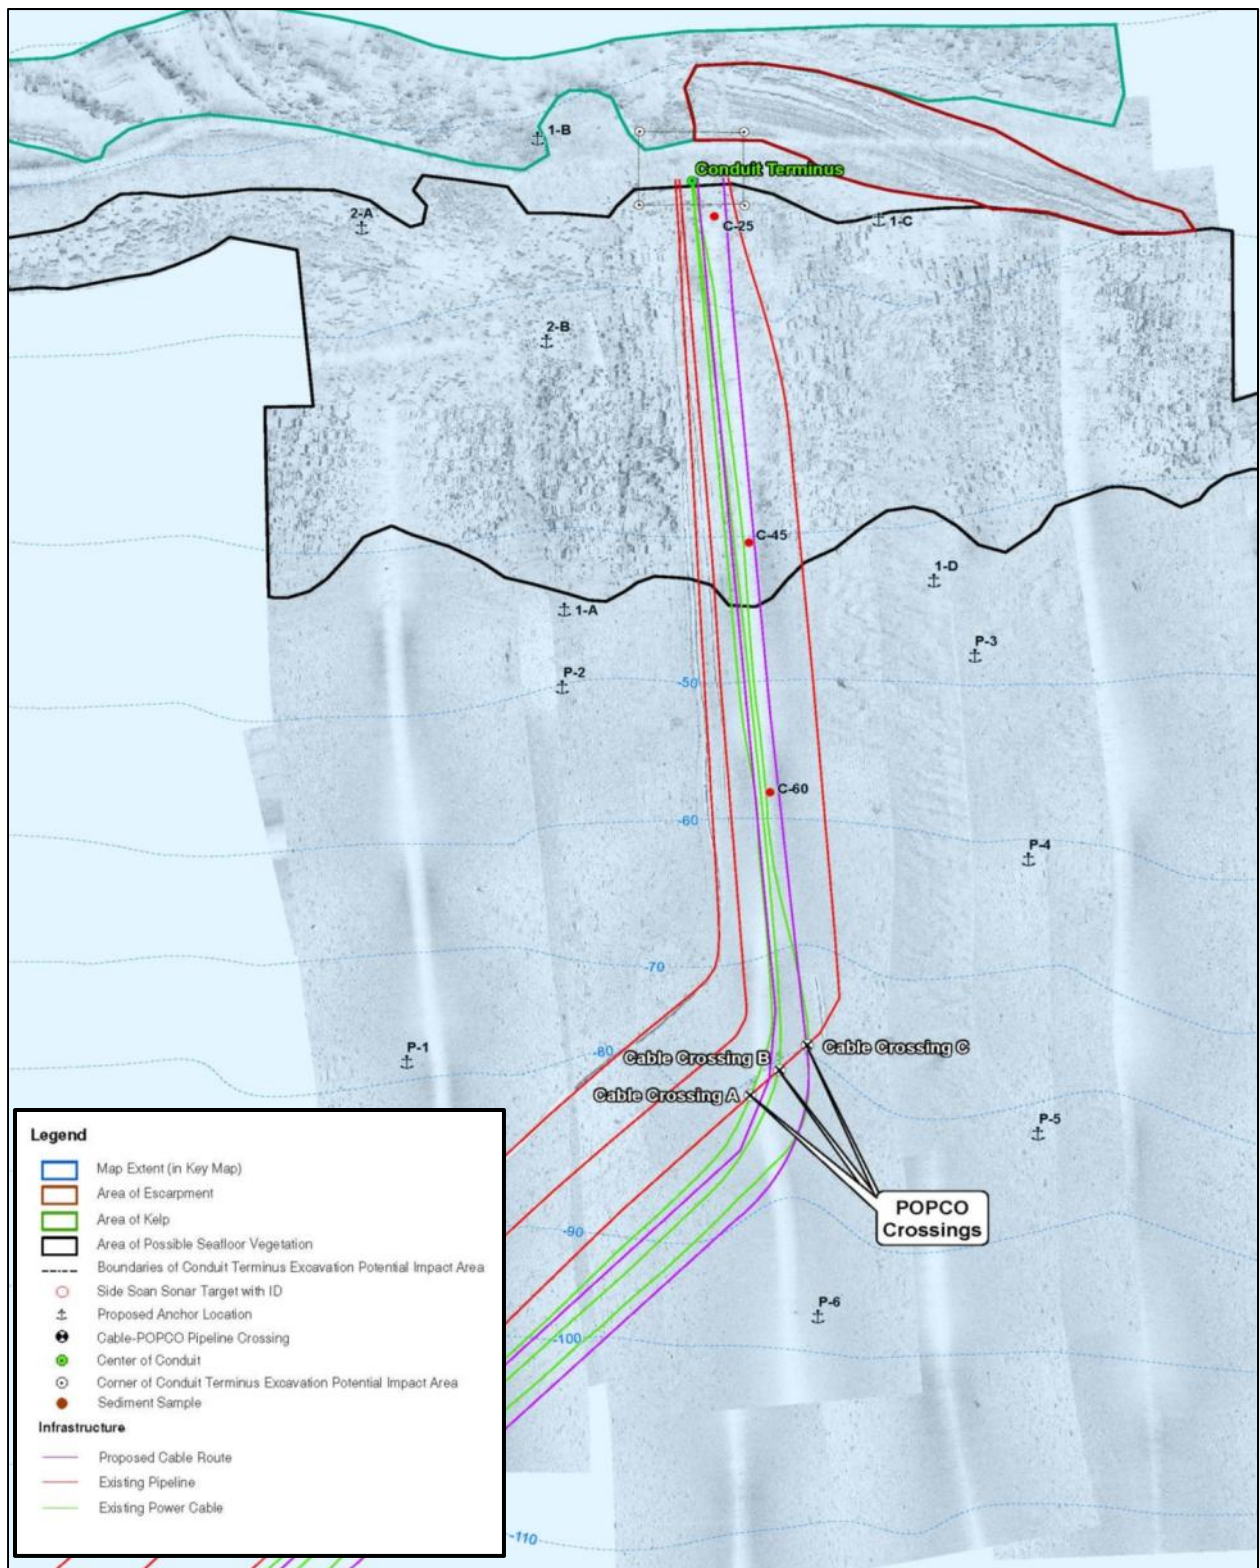 1-B
Conduit Terminus
2-A
C-25
1-C
2-B
C-45
1-D
1-A
P-3
P-2
-50
C-60
-60
P-4
-70
Cable Crossing C
-80
Cable Crossing B
P-1
Cable Crossing A
P-5
POPCO
Crossings
-90
P-6
-100
-110
Legend
Map Extent (in Key Map)
Area of Escarpment
Area of Kelp
Area of Possible Seafloor Vegetation
Boundaries of Conduit Terminus Excavation Potential Impact Area
Side Scan Sonar Target with ID
Proposed Anchor Location
Cable-POPCO Pipeline Crossing
Center of Conduit
Corner of Conduit Terminus Excavation Potential Impact Area
Sediment Sample
Infrastructure
Proposed Cable Route
Existing Pipeline
Existing Power Cable